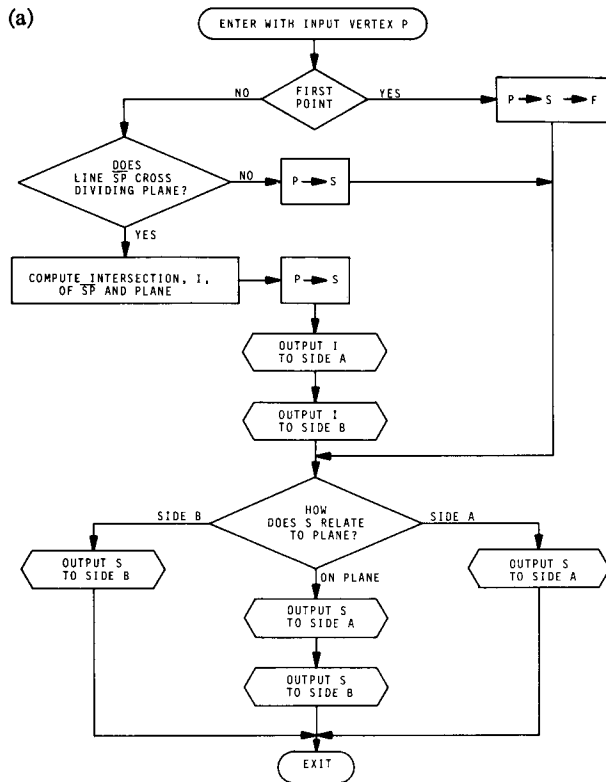 (a)
ENTER WITH INPUT VERTEX P
FIRST
POINT
NO
YES
P → S → F
DOES
LINE SP CROSS
DIVIDING PLANE?
NO
P → S
YES
COMPUTE INTERSECTION, I,
OF SP AND PLANE
P → S
OUTPUT I
TO SIDE A
OUTPUT I
TO SIDE B
HOW
DOES S RELATE
TO PLANE?
SIDE B
SIDE A
OUTPUT S
TO SIDE B
OUTPUT S
TO SIDE A
ON PLANE
OUTPUT S
TO SIDE A
OUTPUT S
TO SIDE B
EXIT